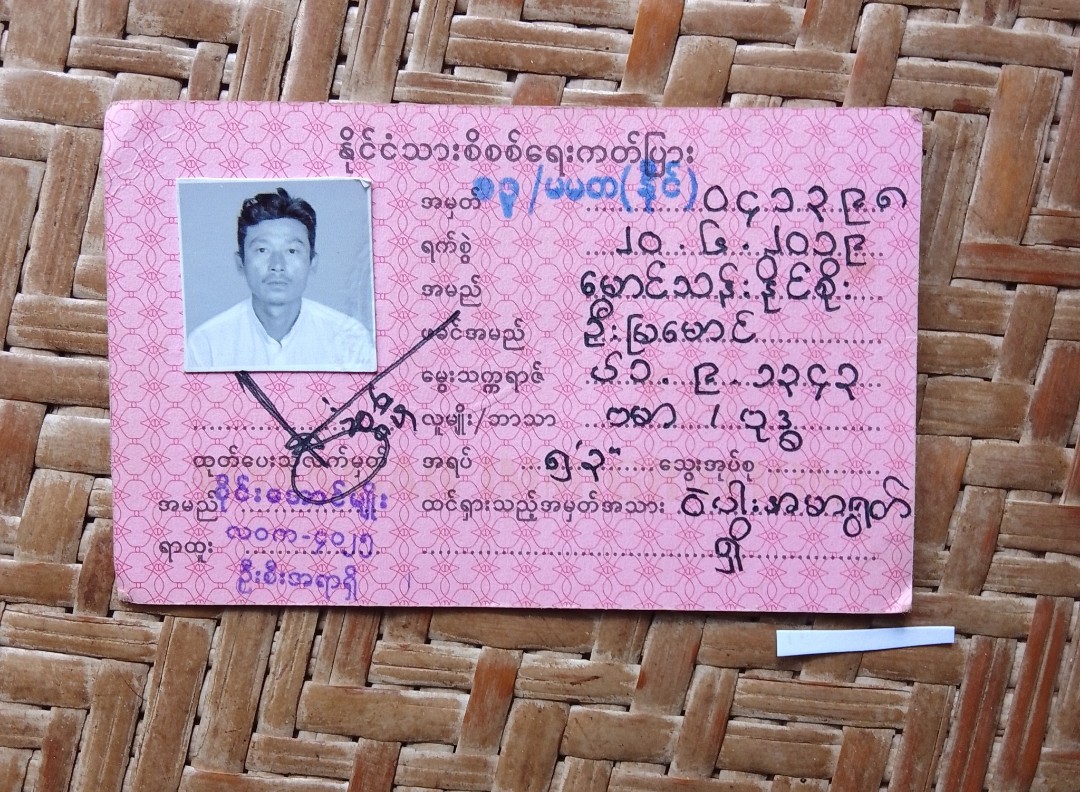 နိုင်ငံသားစိစစ်ရေးကတ်ပြား
အမှတ် ၁၃/မမတ(နိုင်) ၀၄၁၃၉၈
ရက်စွဲ ၂၀.၆.၂၀၁၉
အမည် မောင်သန်းနိုင်စိုး
ဖခင်အမည် ဦးမြမောင်
မွေးသက္ကရာဇ် ၁.၉.၁၃၄၃
လူမျိုး/ဘာသာ ဗမာ / ဗုဒ္ဓ
ထုတ်ပေးသူလက်မှတ်
အရပ် ၅'၃" သွေးအုပ်စု
ထင်ရှားသည့်အမှတ်အသား ဝဲပါးအမာရွတ်
ရှိ
အမည် စိုင်းအောင်မျိုး
ရာထူး လဝက-၄၀၂၅
ဦးစီးအရာရှိ